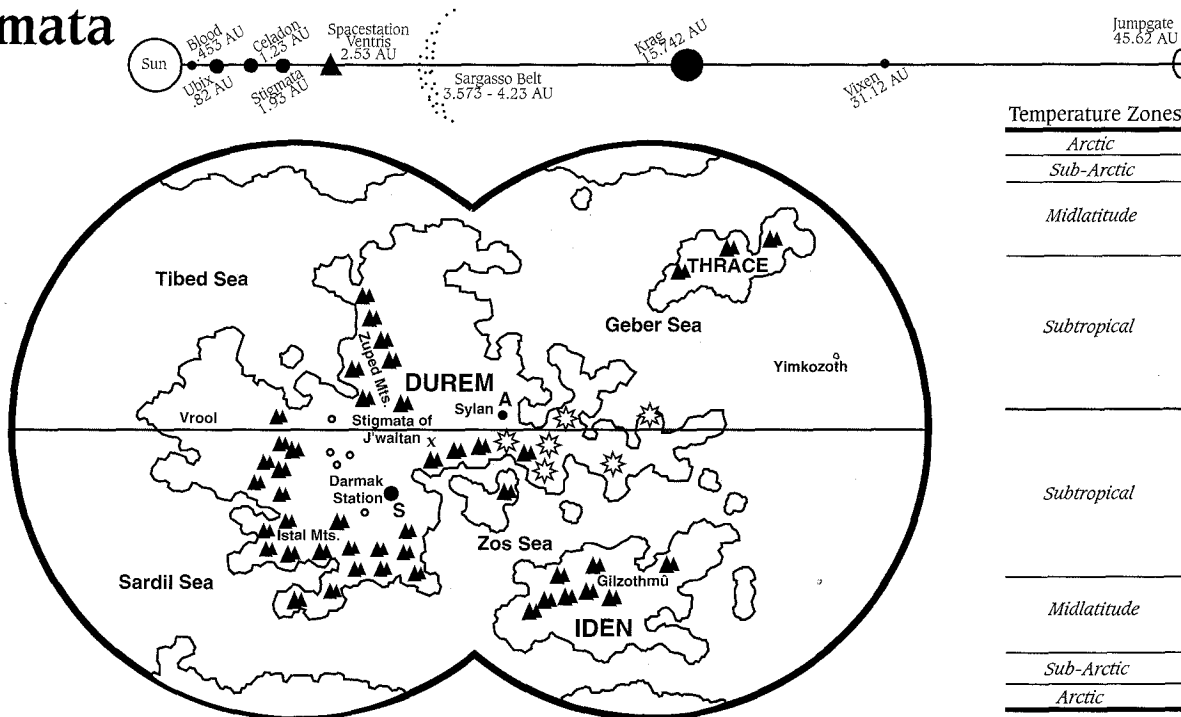 mata
Sun
Blood
.453 AU
Ubix
.82 AU
Celadon
1.23 AU
Stigmata
1.93 AU
Spacestation
Ventris
2.53 AU
Sargasso Belt
3.573 - 4.23 AU
Krag
15.742 AU
Vixen
31.12 AU
Jumpgate
45.62 AU
Temperature Zones
Arctic
Sub-Arctic
Midlatitude
Subtropical
Subtropical
Midlatitude
Sub-Arctic
Arctic
Tibed Sea
THRACE
Geber Sea
Yimkozoth
Zuped Mts.
DUREM
A
Sylan
Vrool
Stigmata of
J'waltan
x
Darmak
Station
S
Istal Mts.
Zos Sea
Sardil Sea
Gilzothmû
IDEN